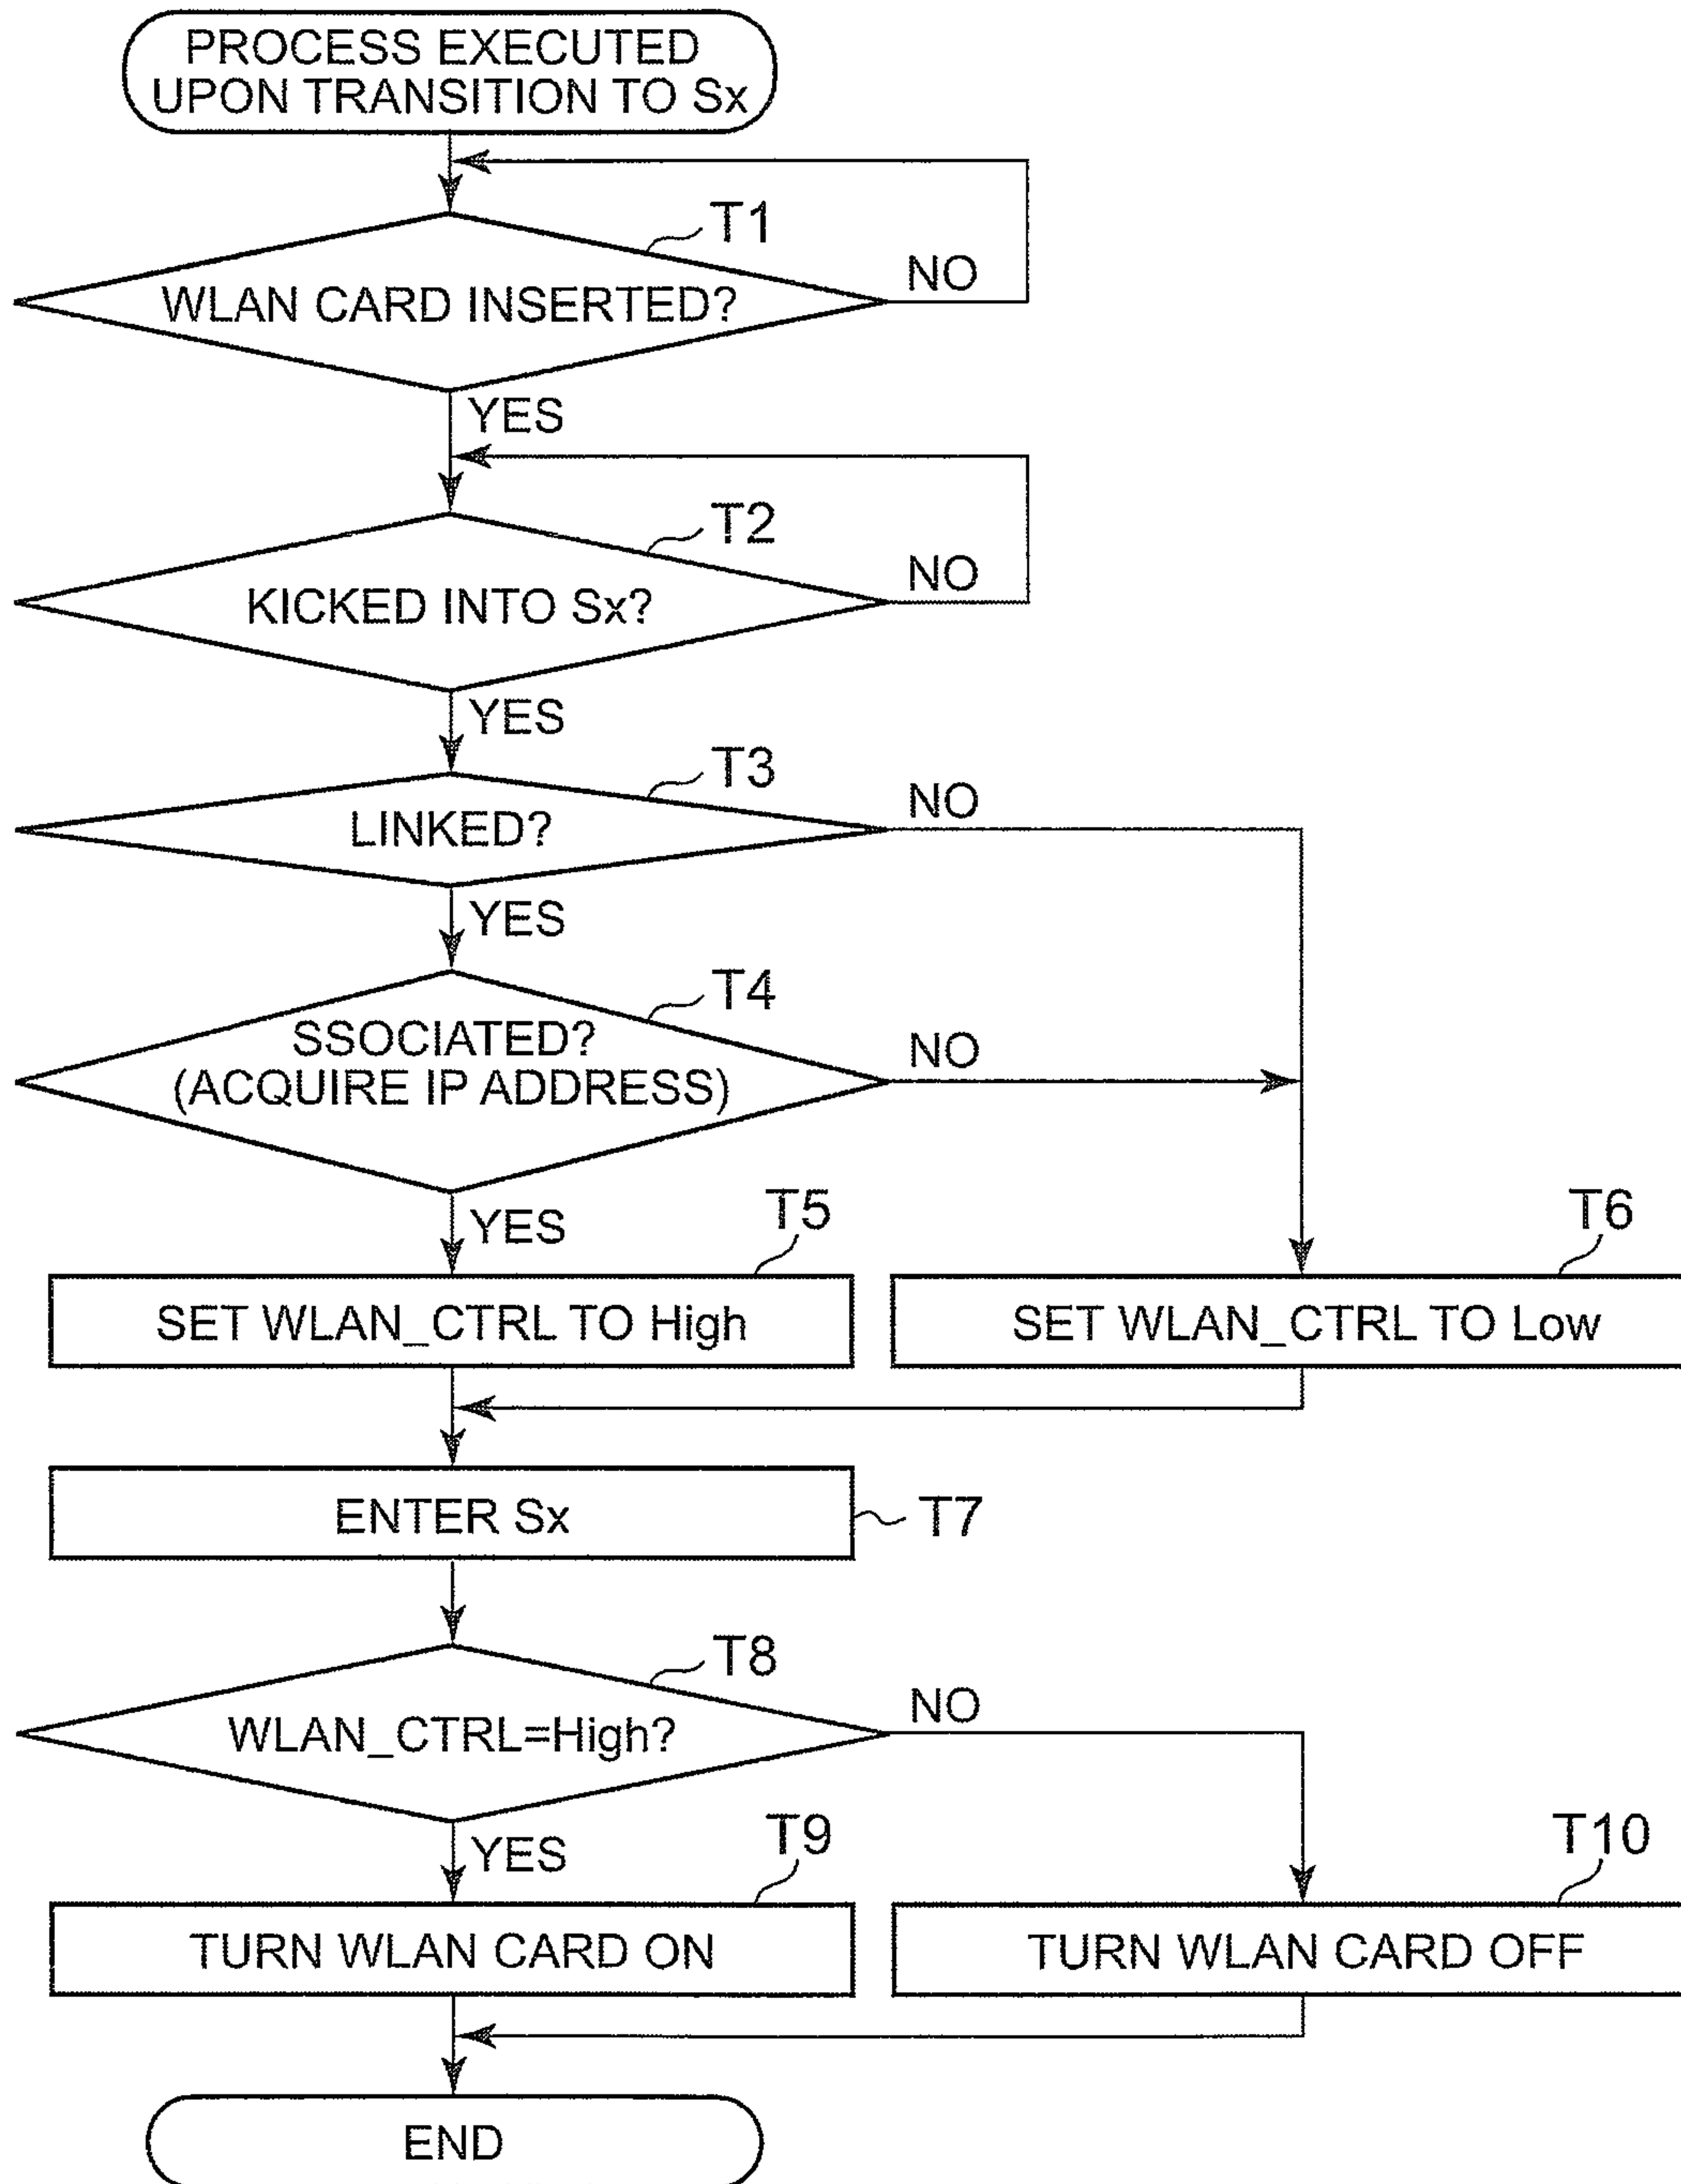 PROCESS EXECUTED
UPON TRANSITION TO Sx
T1
WLAN CARD INSERTED?
NO
YES
T2
KICKED INTO Sx?
NO
YES
T3
LINKED?
NO
YES
T4
SSOCIATED?
(ACQUIRE IP ADDRESS)
NO
YES
T5
T6
SET WLAN_CTRL TO High
SET WLAN_CTRL TO Low
ENTER Sx
T7
T8
WLAN_CTRL=High?
NO
YES
T9
T10
TURN WLAN CARD ON
TURN WLAN CARD OFF
END